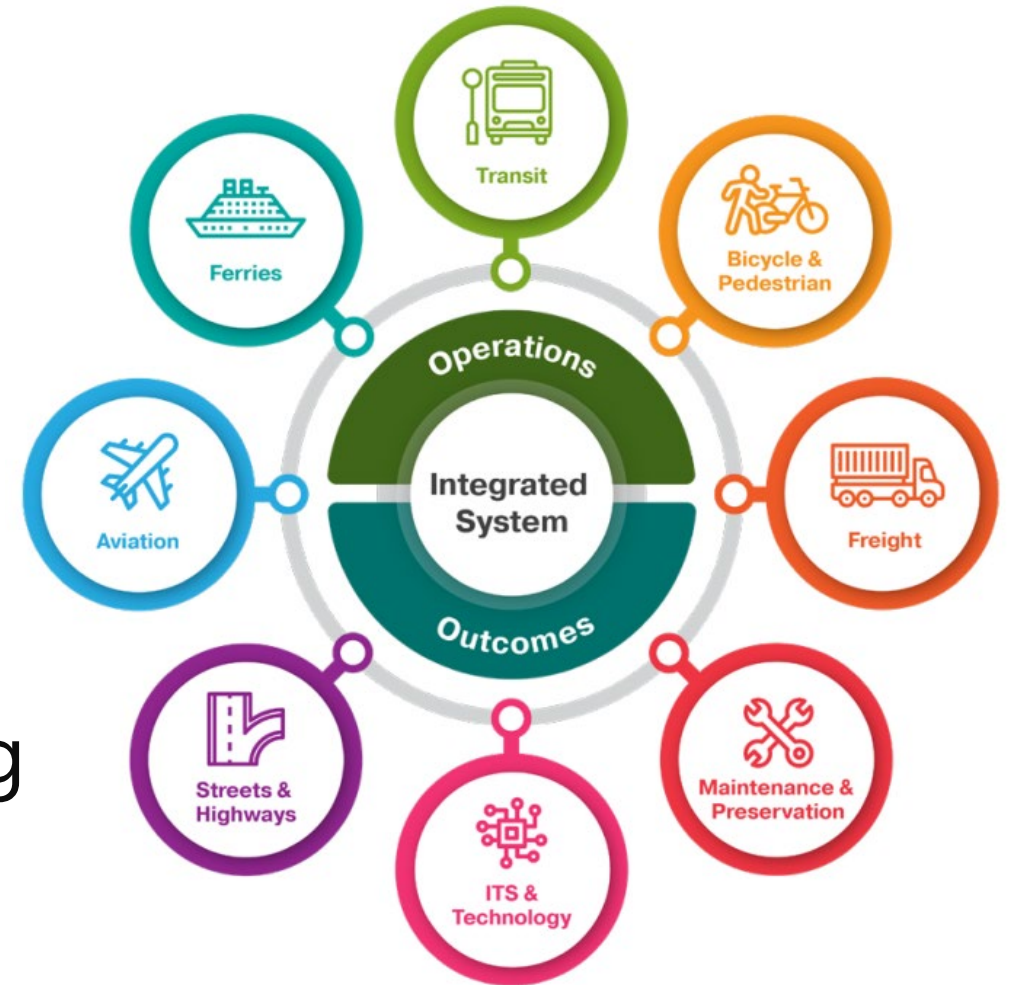 Transit
Ferries
Bicycle &
Pedestrian
Operations
Integrated
System
Aviation
Freight
Outcomes
g
Streets &
Highways
Maintenance &
Preservation
ITS &
Technology